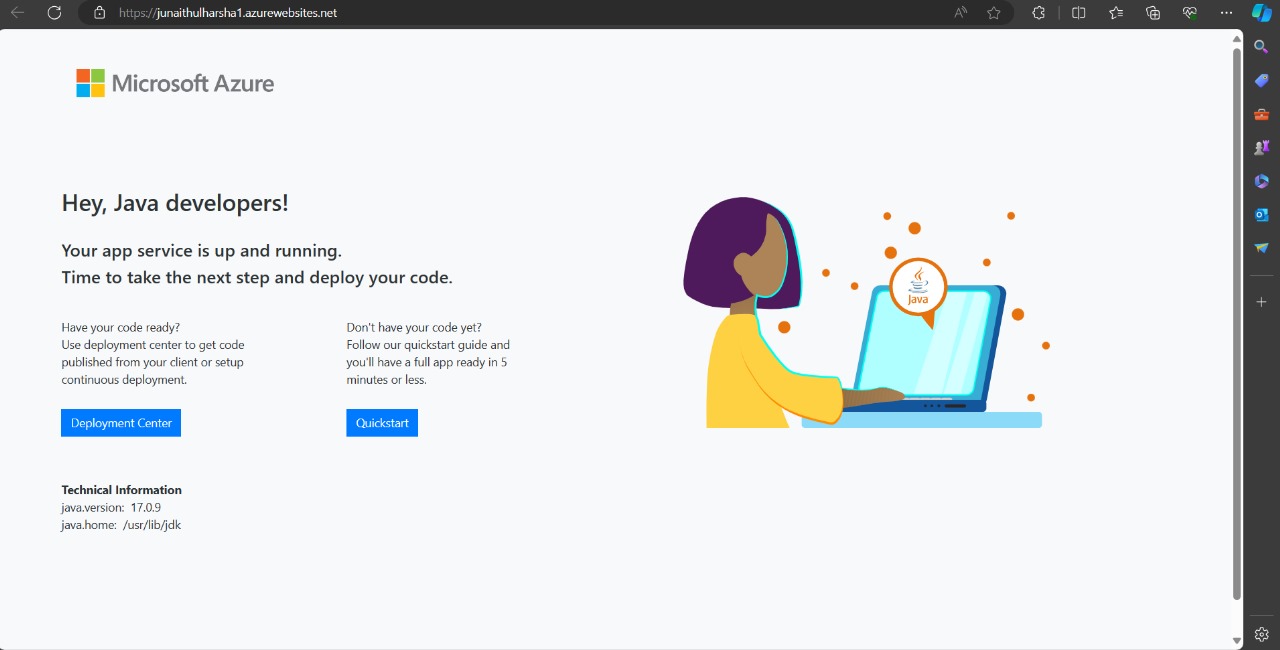 https://junaithulharsha1.azurewebsites.net
Microsoft Azure
Hey, Java developers!
Your app service is up and running.
Time to take the next step and deploy your code.
Have your code ready?
Use deployment center to get code
published from your client or setup
continuous deployment.
Deployment Center
Don't have your code yet?
Follow our quickstart guide and
you'll have a full app ready in 5
minutes or less.
Quickstart
Java
Technical Information
java.version: 17.0.9
java.home: /usr/lib/jdk